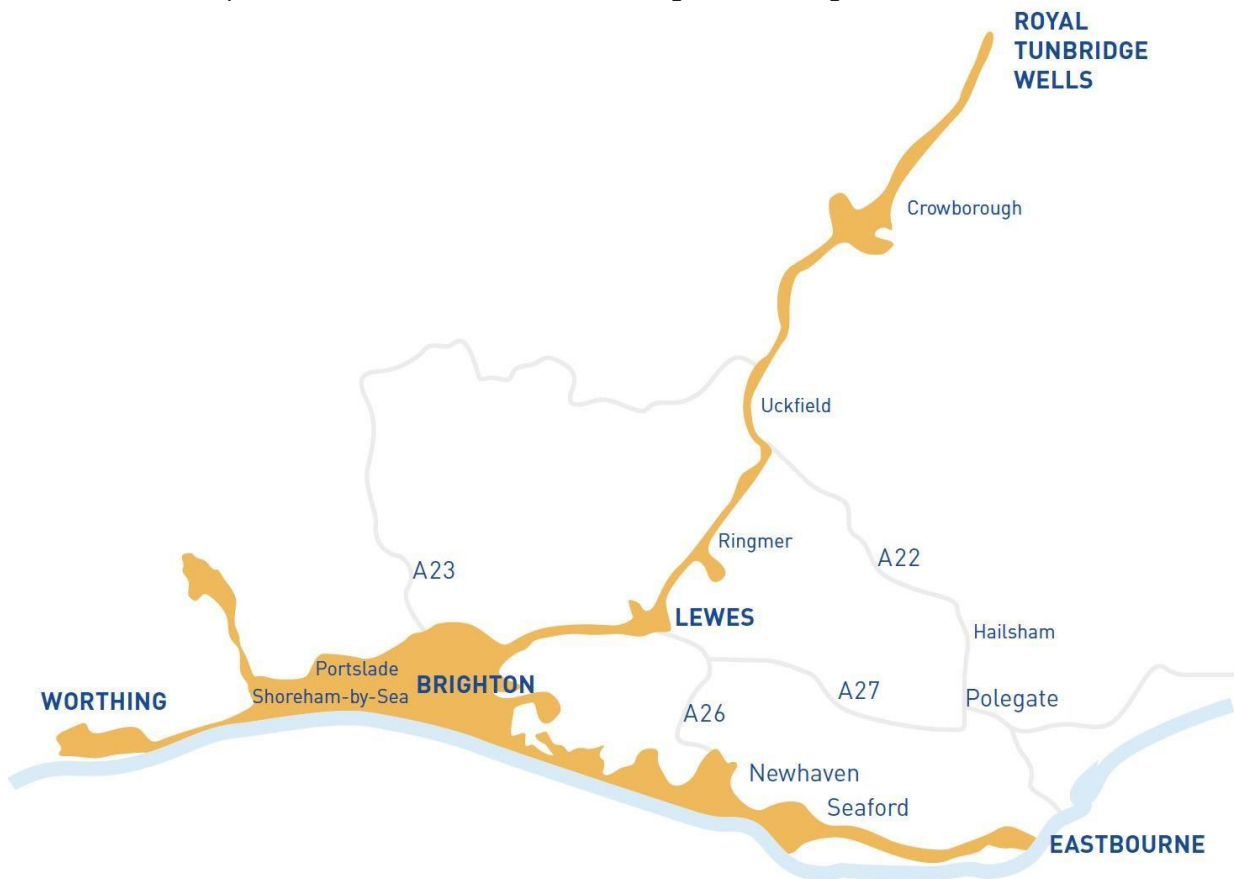 ROYAL
TUNBRIDGE
WELLS
Crowborough
Uckfield
Ringmer
A22
A23
LEWES
Hailsham
Portslade
BRIGHTON
Shoreham-by-Sea
WORTHING
A27
Polegate
A26
Newhaven
Seaford
EASTBOURNE